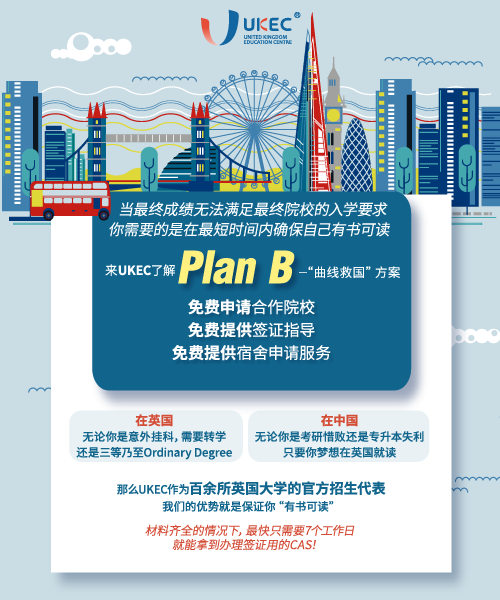 UKEC®
UNITED KINGDOM
EDUCATION CENTRE
当最终成绩无法满足最终院校的入学要求
你需要的是在最短时间内确保自己有书可读
来UKEC了解 Plan B –“曲线救国”方案
免费申请合作院校
免费提供签证指导
免费提供宿舍申请服务
在英国
无论你是意外挂科, 需要转学
还是三等乃至Ordinary Degree
在中国
无论你是考研惜败还是专升本失利
只要你梦想在英国就读
那么UKEC作为百余所英国大学的官方招生代表
我们的优势就是保证你“有书可读”
材料齐全的情况下, 最快只需要7个工作日
就能拿到办理签证用的CAS!